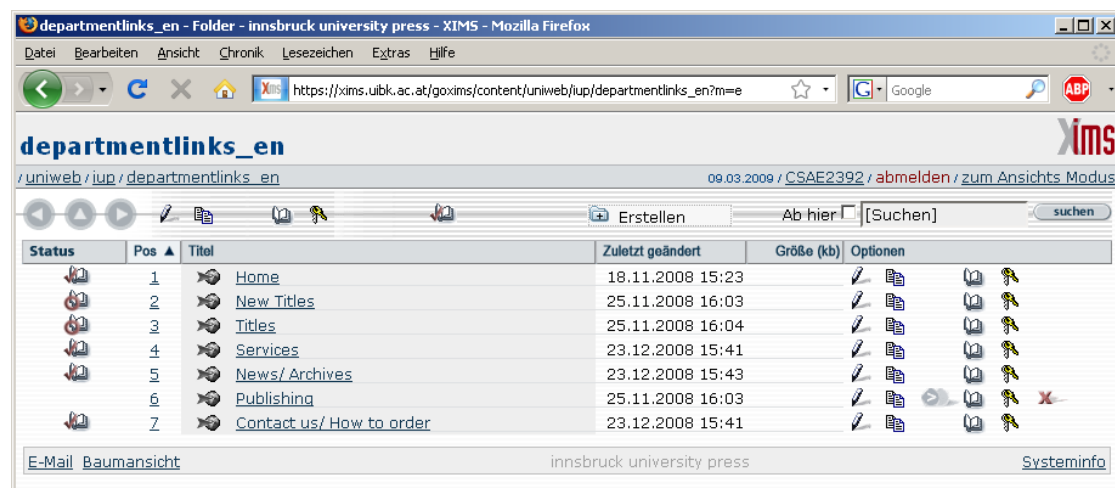 departmentlinks_en - Folder - innsbruck university press - XIMS - Mozilla Firefox
Datei Bearbeiten Ansicht Chronik Lesezeichen Extras Hilfe
Xims https://xims.uibk.ac.at/goxims/content/uniweb/iup/departmentlinks_en?m=e G Google ABP
departmentlinks_en Xims
/ uniweb / iup / departmentlinks_en 09.03.2009 / CSAE2392 / abmelden / zum Ansichts Modus
Erstellen Ab hier [Suchen] suchen
Status Pos Titel Zuletzt geändert Größe (kb) Optionen
1 Home 18.11.2008 15:23
2 New Titles 25.11.2008 16:03
3 Titles 25.11.2008 16:04
4 Services 23.12.2008 15:41
5 News/ Archives 23.12.2008 15:43
6 Publishing 25.11.2008 16:03
7 Contact us/ How to order 23.12.2008 15:41
E-Mail Baumansicht innsbruck university press Systeminfo